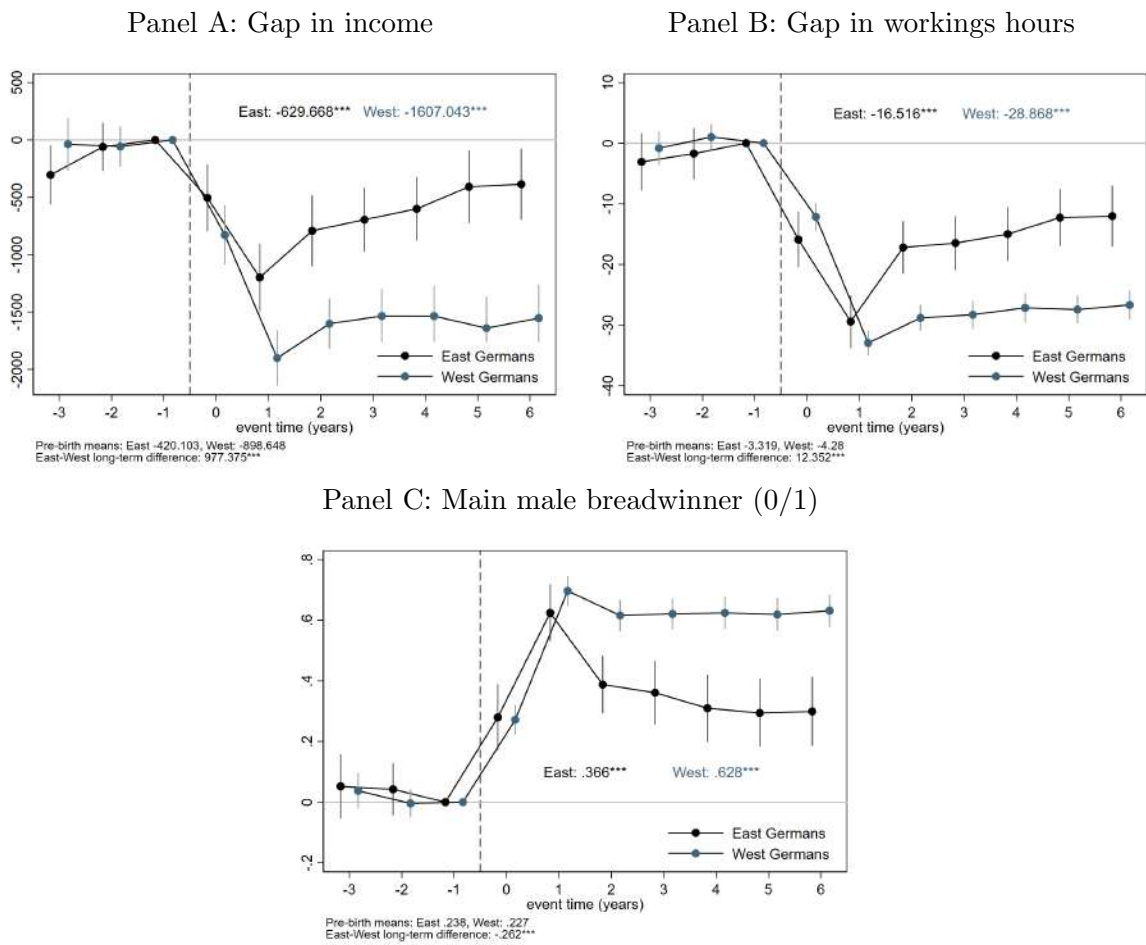 Panel A: Gap in income
Panel B: Gap in workings hours
East: -629.668*** West: -1607.043***
500
0
-500
-1000
-1500
-2000
East Germans
West Germans
-3 -2 -1 0 1 2 3 4 5 6
event time (years)
Pre-birth means: East -420.103, West: -898.648
East-West long-term difference: 977.375***
East: -16.516*** West: -28.868***
10
0
-10
-20
-30
-40
East Germans
West Germans
-3 -2 -1 0 1 2 3 4 5 6
event time (years)
Pre-birth means: East -3.319, West: -4.28
East-West long-term difference: 12.352***
Panel C: Main male breadwinner (0/1)
.8
.6
.4
.2
0
-.2
East: .366*** West: .628***
East Germans
West Germans
-3 -2 -1 0 1 2 3 4 5 6
event time (years)
Pre-birth means: East .238, West: .227
East-West long-term difference: -.262***